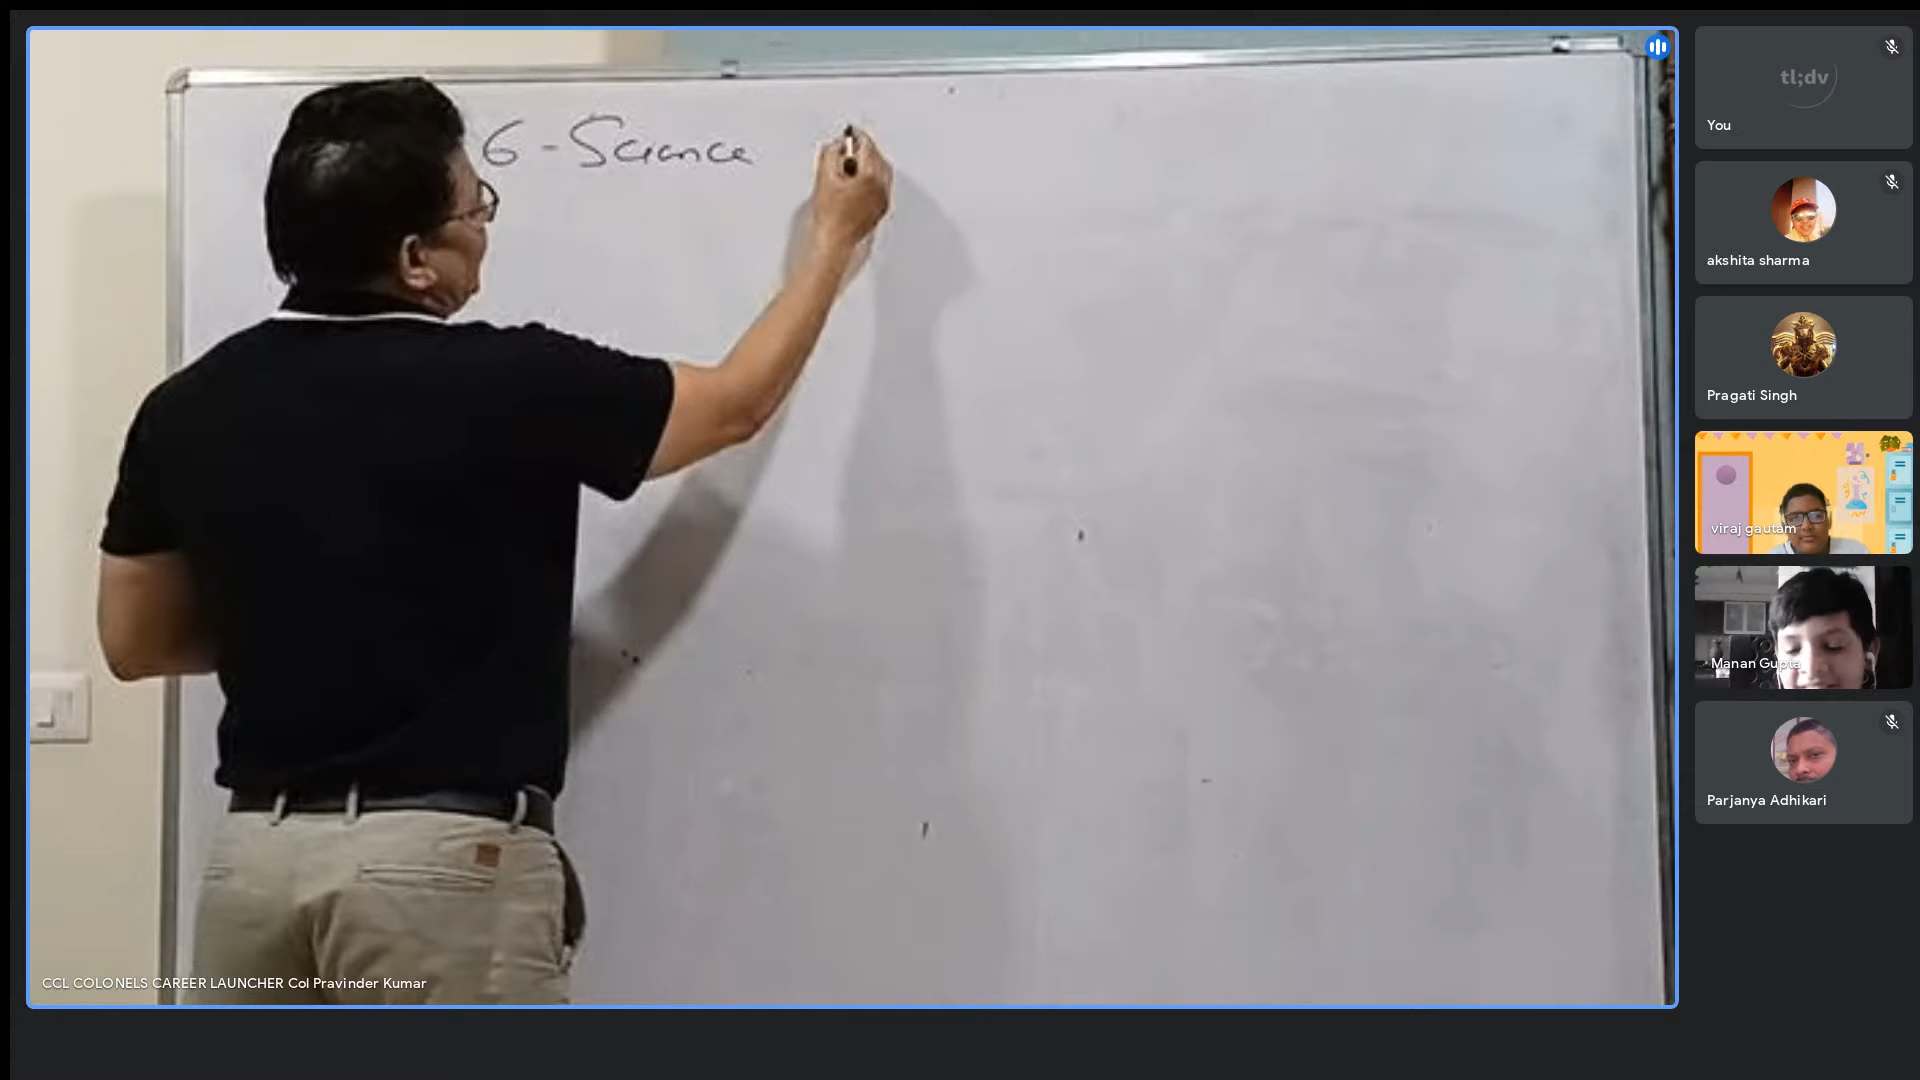 6 - Science
CCL COLONELS CAREER LAUNCHER Col Pravinder Kumar
tl;dv
You
akshita sharma
Pragati Singh
viraj gautam
Manan Gupta
Parjanya Adhikari